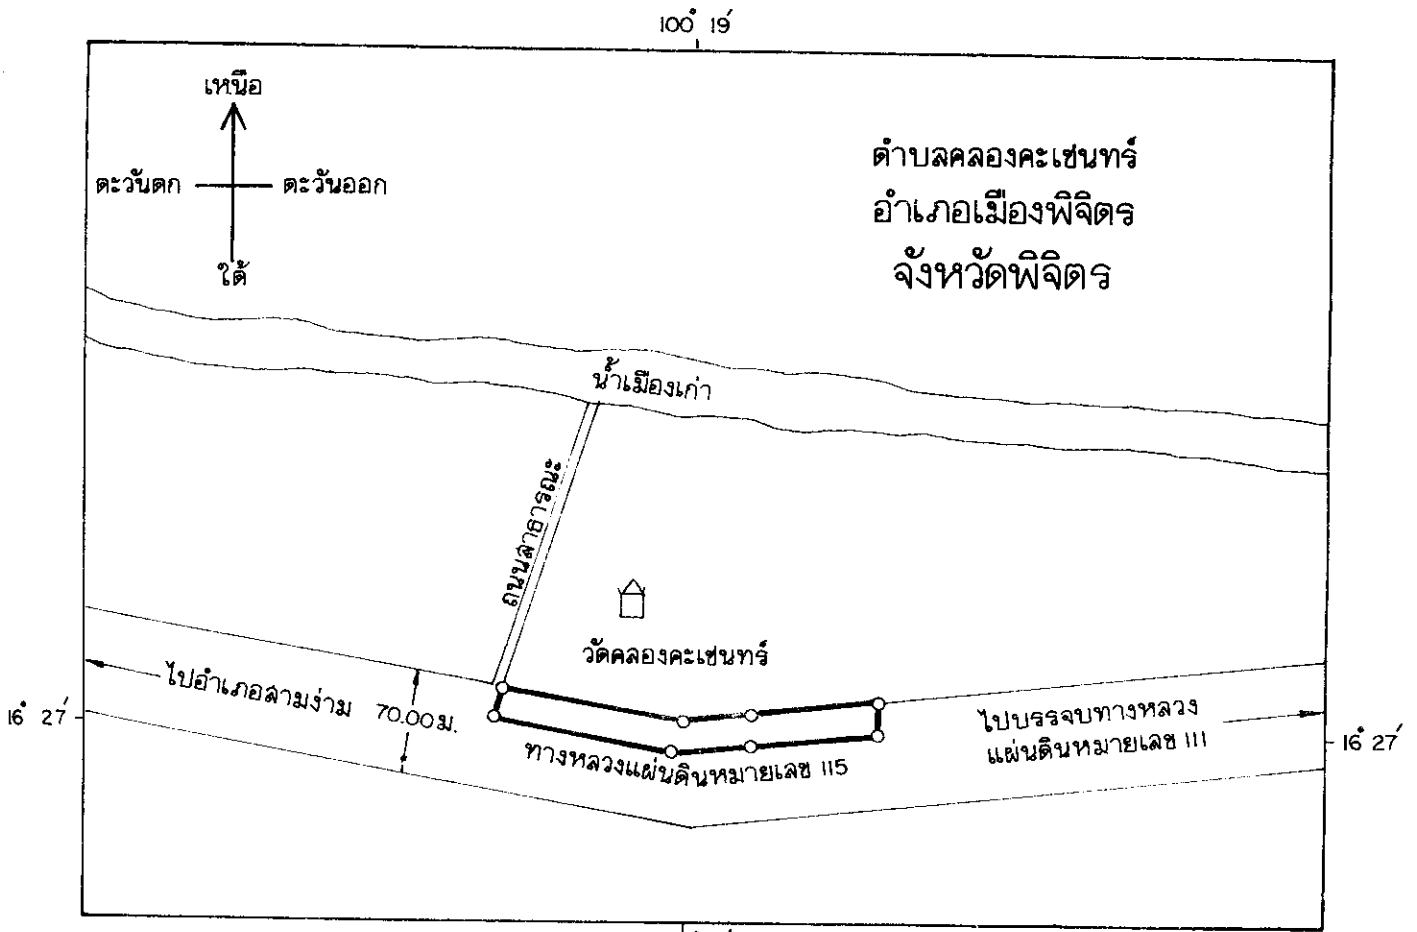 100° 19′
เหนือ
ตะวันตก
ตะวันออก
ใต้
ตำบลคลองคะเชนทร์
อำเภอเมืองพิจิตร
จังหวัดพิจิตร
น้ำเมืองเก่า
ถนนสาธารณะ
วัดคลองคะเชนทร์
ไปอำเภอสามง่าม
70.00ม.
16° 27′
ทางหลวงแผ่นดินหมายเลข 115
ไปบรรจบทางหลวง
แผ่นดินหมายเลข 111
16° 27′